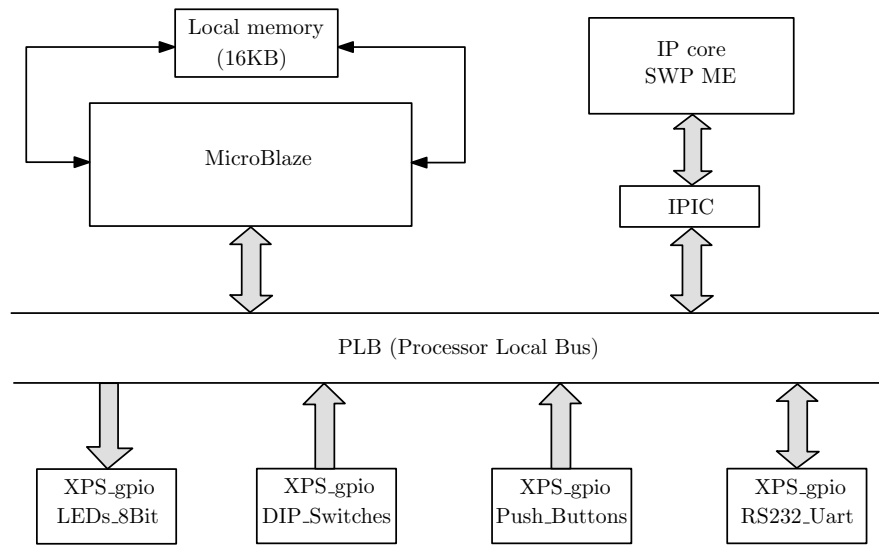 Local memory
(16KB)
IP core
SWP ME
MicroBlaze
IPIC
PLB (Processor Local Bus)
XPS_gpio
LEDs_8Bit
XPS_gpio
DIP_Switches
XPS_gpio
Push_Buttons
XPS_gpio
RS232_Uart